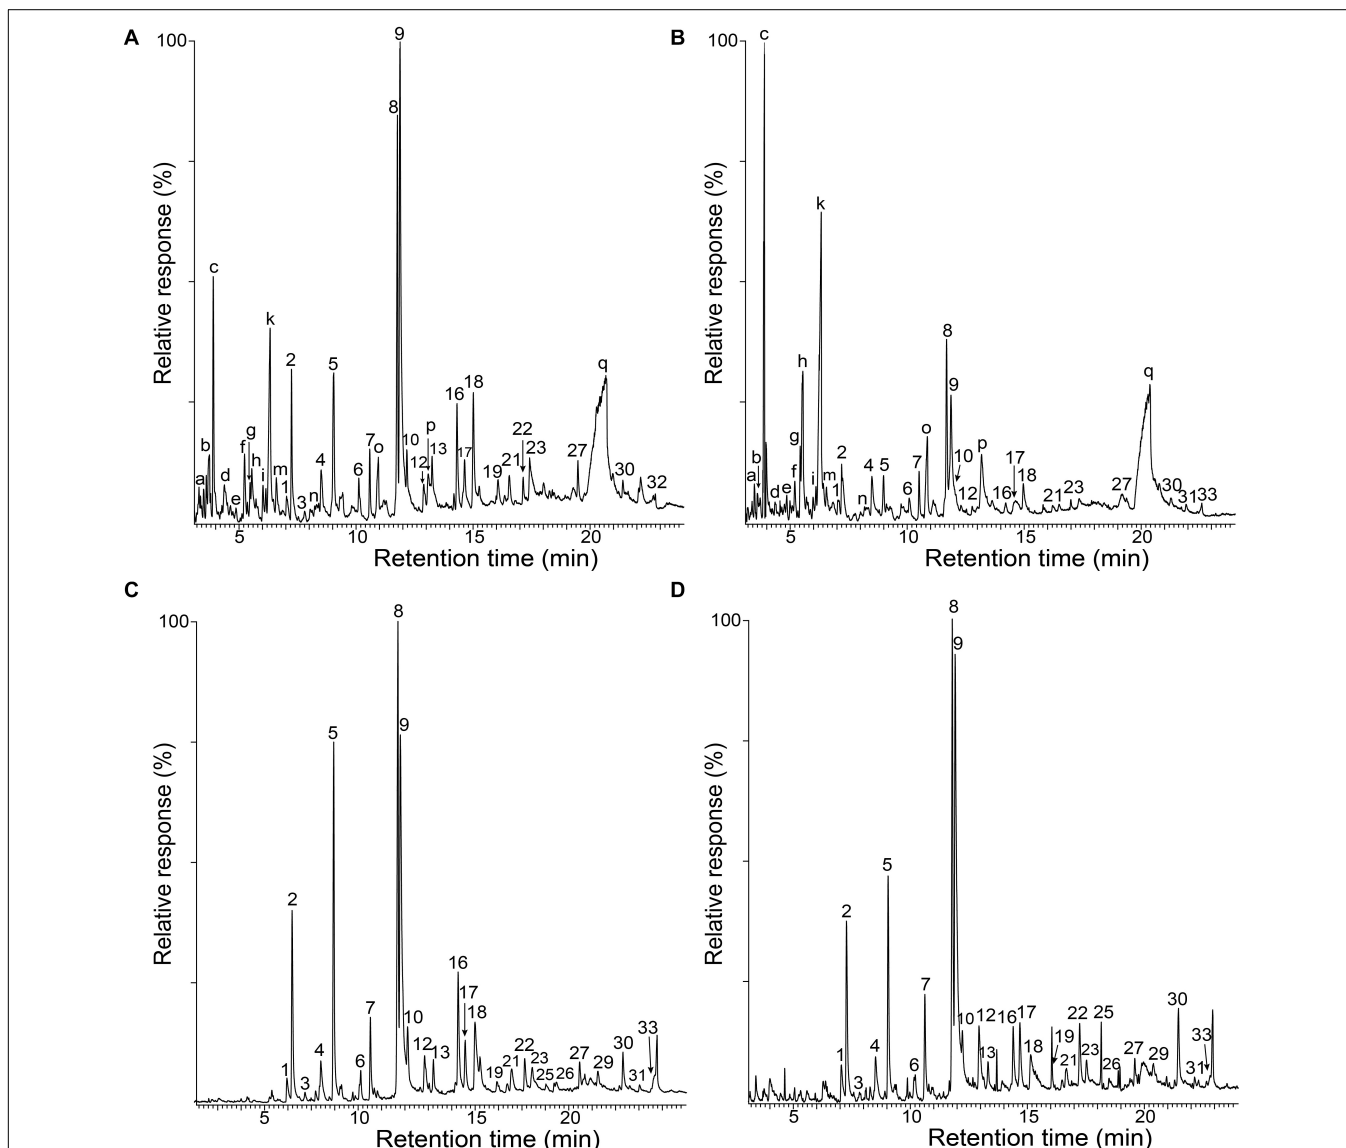 A
100
9
8
c
k
2
5
b
a
d
e
f
g
h
i
m
1
3
n
4
6
7
o
10
12
p
13
16
17
18
19
21
22
23
27
q
30
32
5
10
15
20
Relative response (%)
Retention time (min)
B
100
c
k
h
g
b
a
d
e
f
i
m
1
2
n
4
5
6
7
o
8
9
10
12
p
16
17
18
21
23
27
q
30
31
33
5
10
15
20
Relative response (%)
Retention time (min)
C
100
8
9
5
2
1
3
4
6
7
10
12
13
16
17
18
19
21
22
23
25
26
27
29
30
31
33
5
10
15
20
Relative response (%)
Retention time (min)
D
100
8
9
5
2
1
3
4
6
7
10
12
13
16
17
18
19
21
22
23
25
26
27
29
30
31
33
5
10
15
20
Relative response (%)
Retention time (min)